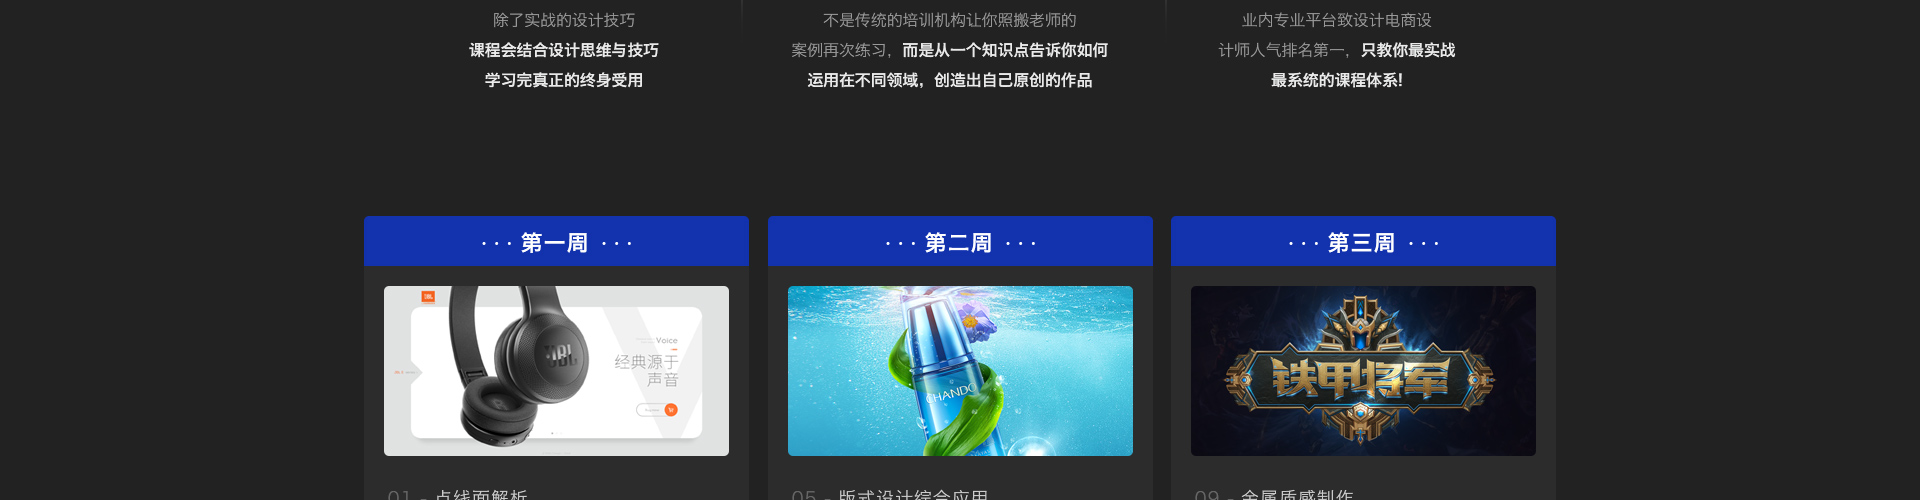 除了实战的设计技巧
课程会结合设计思维与技巧
学习完真正的终身受用
不是传统的培训机构让你照搬老师的
案例再次练习，而是从一个知识点告诉你如何
运用在不同领域，创造出自己原创的作品
业内专业平台致设计电商设
计师人气排名第一，只教你最实战
最系统的课程体系!
··· 第一周 ···
··· 第二周 ···
··· 第三周 ···
JBL
Voice
经典源于
声音
JBL
CHANDO
铁甲将军
01 - 点线面解析
05 - 版式设计综合应用
09 - 金属质感制作